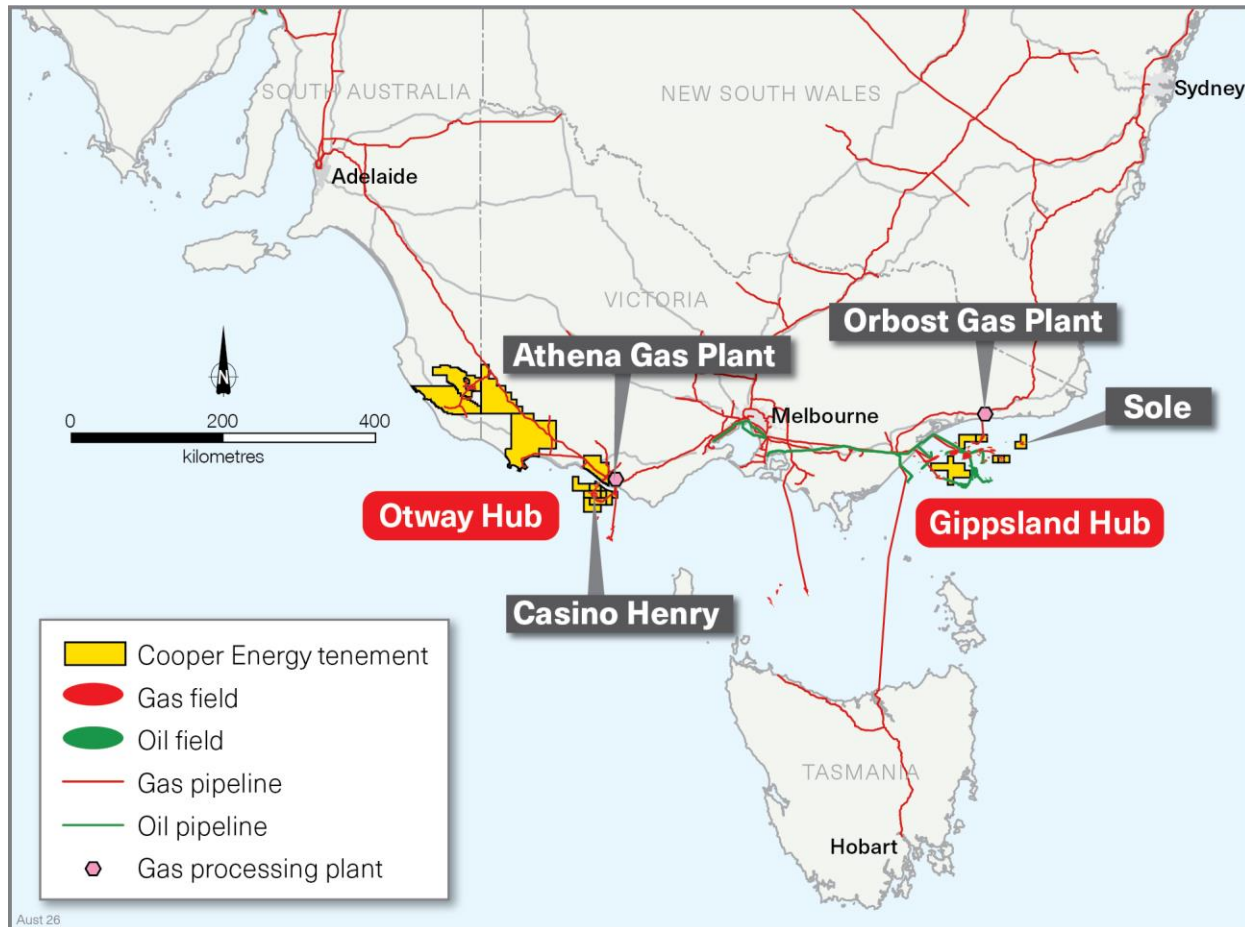 SOUTH AUSTRALIA
NEW SOUTH WALES
Sydney
Adelaide
VICTORIA
Orbost Gas Plant
Athena Gas Plant
N
0 200 400
kilometres
Melbourne
Sole
Otway Hub
Gippsland Hub
Casino Henry
Cooper Energy tenement
Gas field
Oil field
Gas pipeline
Oil pipeline
Gas processing plant
TASMANIA
Hobart
Aust 26